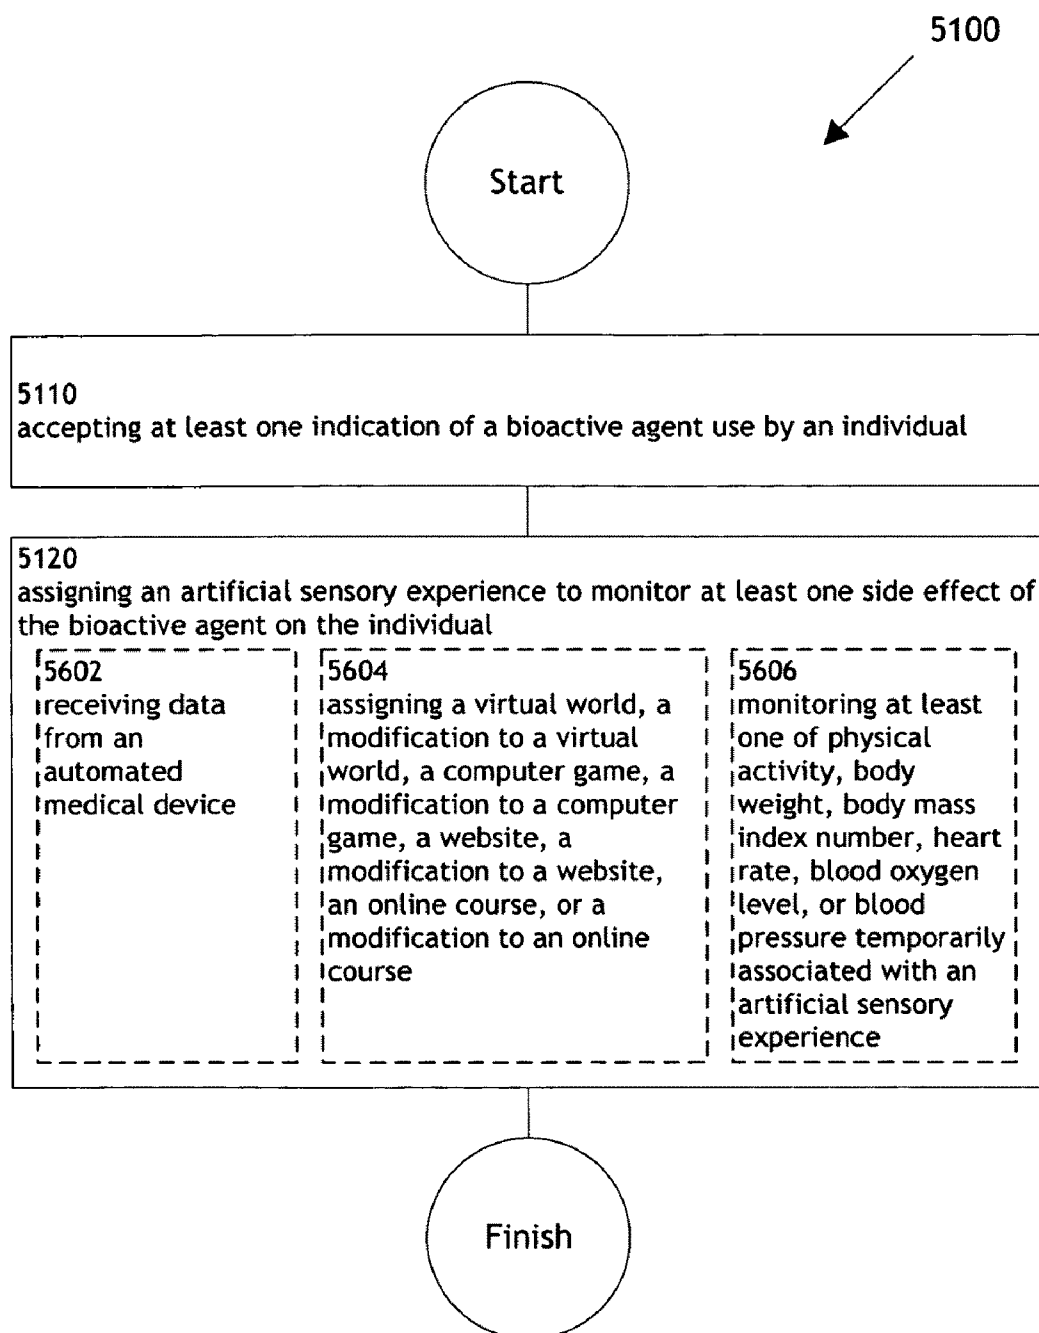 5100
Start
5110
accepting at least one indication of a bioactive agent use by an individual
5120
assigning an artificial sensory experience to monitor at least one side effect of
the bioactive agent on the individual
5602
receiving data
from an
automated
medical device
5604
assigning a virtual world, a
modification to a virtual
world, a computer game, a
modification to a computer
game, a website, a
modification to a website,
an online course, or a
modification to an online
course
5606
monitoring at least
one of physical
activity, body
weight, body mass
index number, heart
rate, blood oxygen
level, or blood
pressure temporarily
associated with an
artificial sensory
experience
Finish